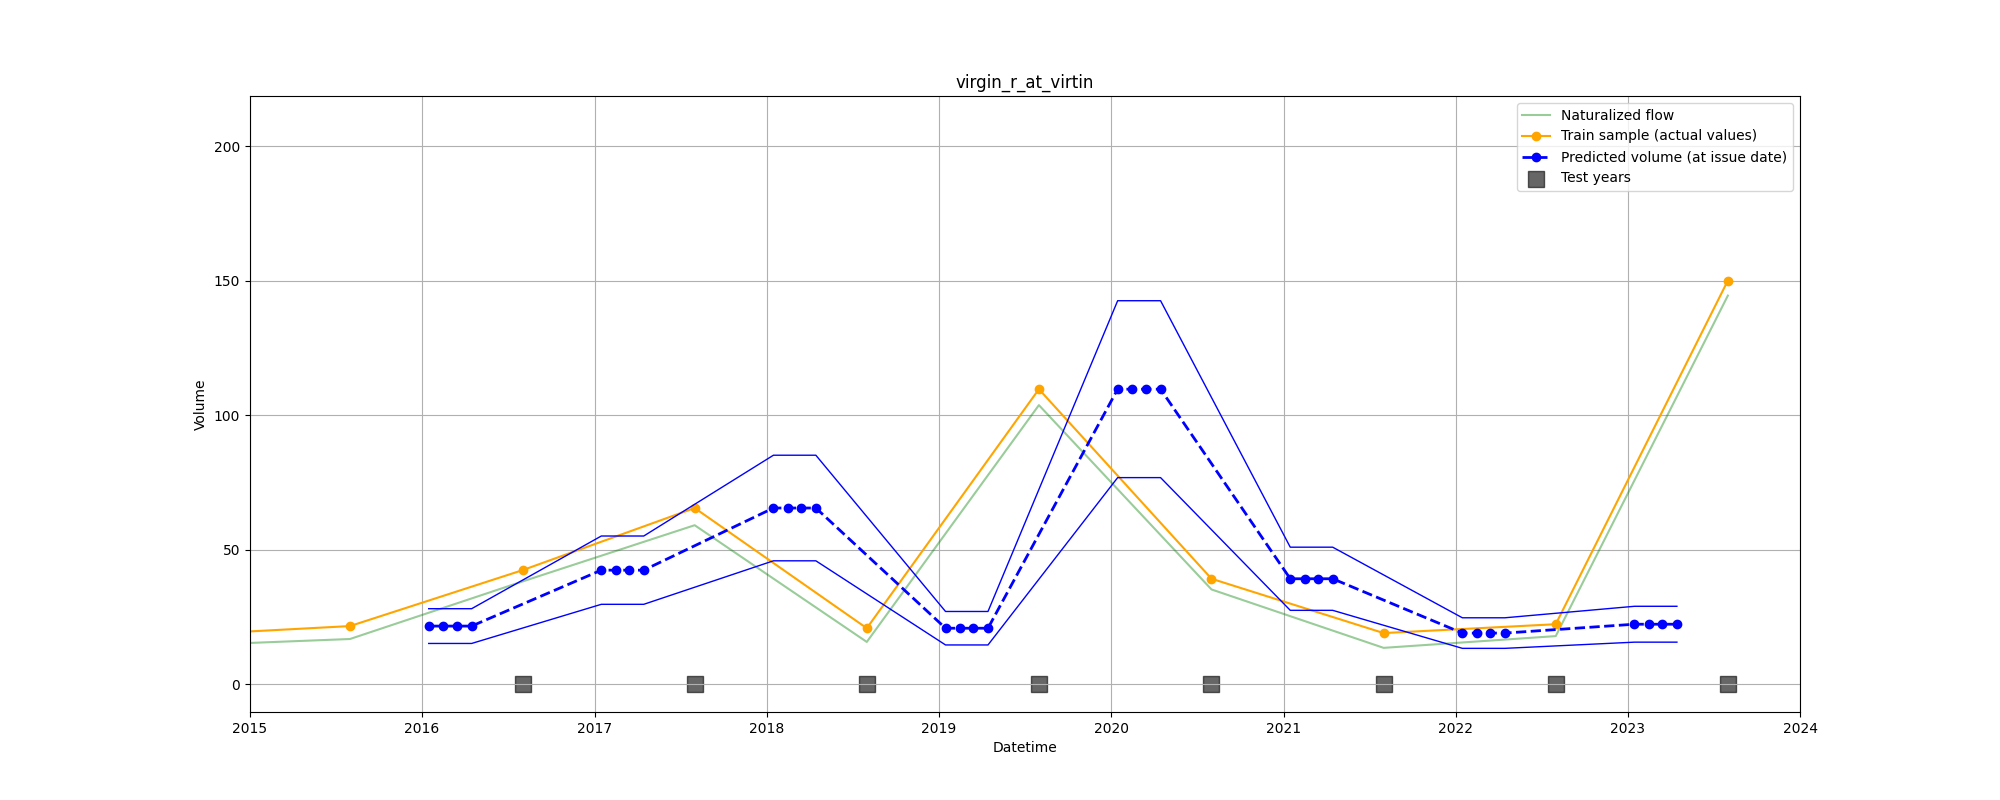 virgin_r_at_virtin
Naturalized flow
Train sample (actual values)
Predicted volume (at issue date)
Test years
Volume
200
150
100
50
0
2015
2016
2017
2018
2019
2020
2021
2022
2023
2024
Datetime